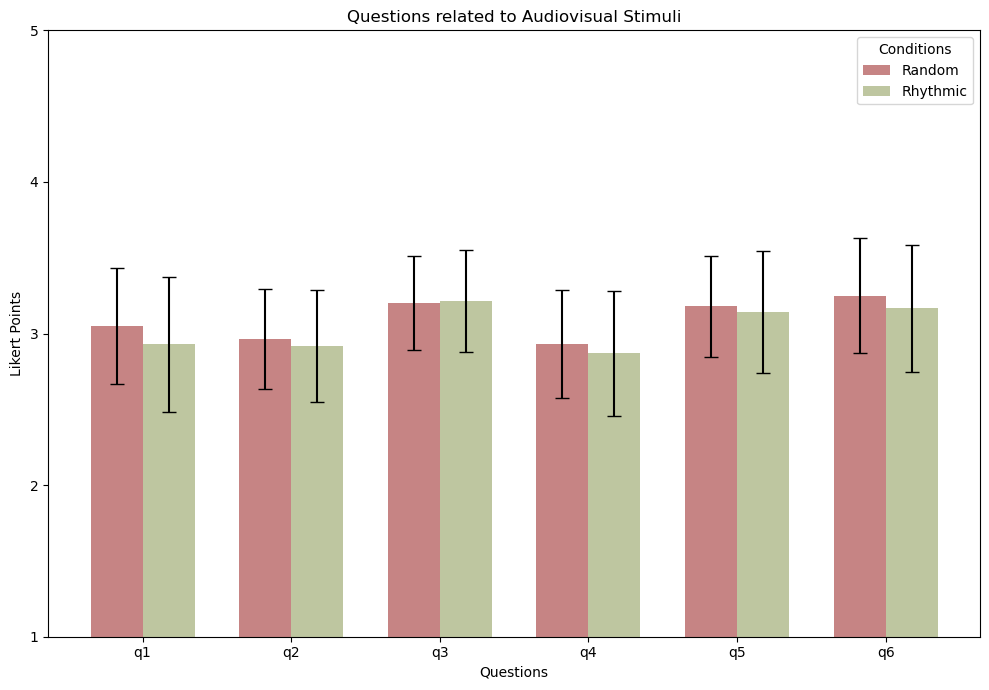 Questions related to Audiovisual Stimuli
Conditions
Random
Rhythmic
Likert Points
5
4
3
2
1
q1
q2
q3
q4
q5
q6
Questions